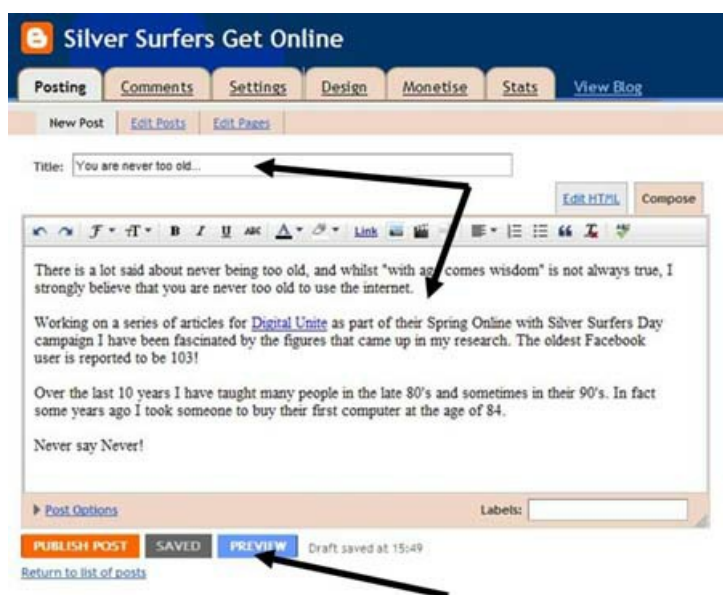 Silver Surfers Get Online
Posting Comments Settings Design Monetise Stats View Blog
New Post Edit Posts Edit Pages
Title: You are never too old...
Edit HTML Compose
Link
There is a lot said about never being too old, and whilst "with age comes wisdom" is not always true, I
strongly believe that you are never too old to use the internet.
Working on a series of articles for Digital Unite as part of their Spring Online with Silver Surfers Day
campaign I have been fascinated by the figures that came up in my research. The oldest Facebook
user is reported to be 103!
Over the last 10 years I have taught many people in the late 80's and sometimes in their 90's. In fact
some years ago I took someone to buy their first computer at the age of 84.
Never say Never!
Post Options Labels:
PUBLISH POST SAVED PREVIEW Draft saved at 15:49
Return to list of posts